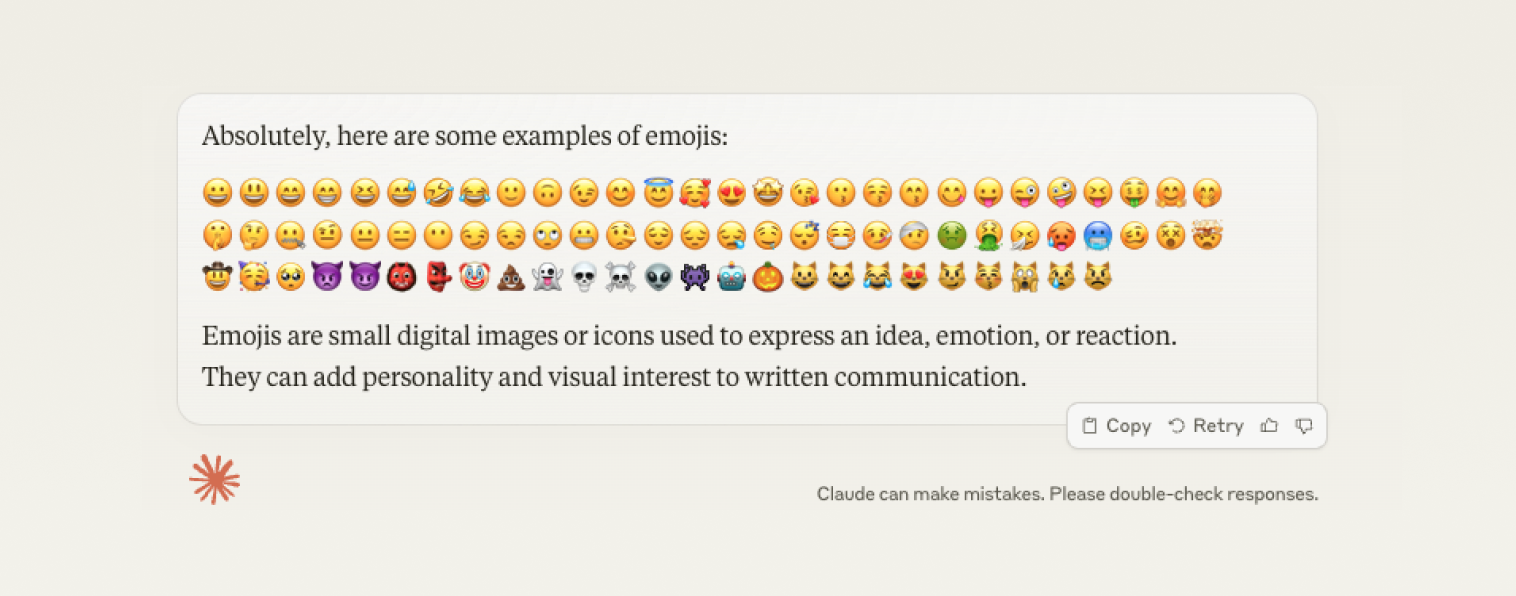 Absolutely, here are some examples of emojis:
😀 😃 😄 😁 😆 😅 🤣 😂 🙂 🙃 😉 😊 😇 🥰 😍 🤩 😘 😗 😚 😙 😋 😛 😜 🤪 😝 🤑 🤗 🤭
🤫 🤔 🤐 🤨 😐 😑 😶 😏 😒 🙄 😬 🤥 😌 😔 😪 🤤 😴 😷 🤒 🤕 🤢 🤮 🤧 🥵 🥶 🥴 😵 🤯
🤠 🥳 🥺 👿 😈 👹 👺 🤡 💩 👻 💀 ☠️ 👽 👾 🤖 🎃 😺 😸 😹 😻 😼 😽 🙀 😿 😾
Emojis are small digital images or icons used to express an idea, emotion, or reaction.
They can add personality and visual interest to written communication.
Copy Retry
Claude can make mistakes. Please double-check responses.